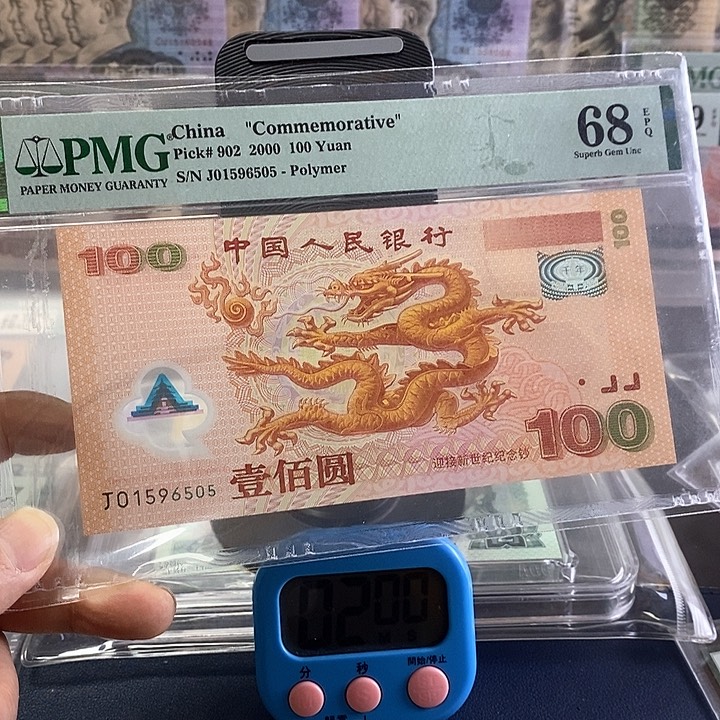 PMG
PAPER MONEY GUARANTY
China "Commemorative"
Pick# 902 2000 100 Yuan
S/N J01596505 - Polymer
68
EPQ
Superb Gem Unc
PMG
9
100
中国人民银行
100
千年
100
迎接新世纪纪念钞
J01596505
壹佰圆
02 00
M S
分
秒
開始/停止